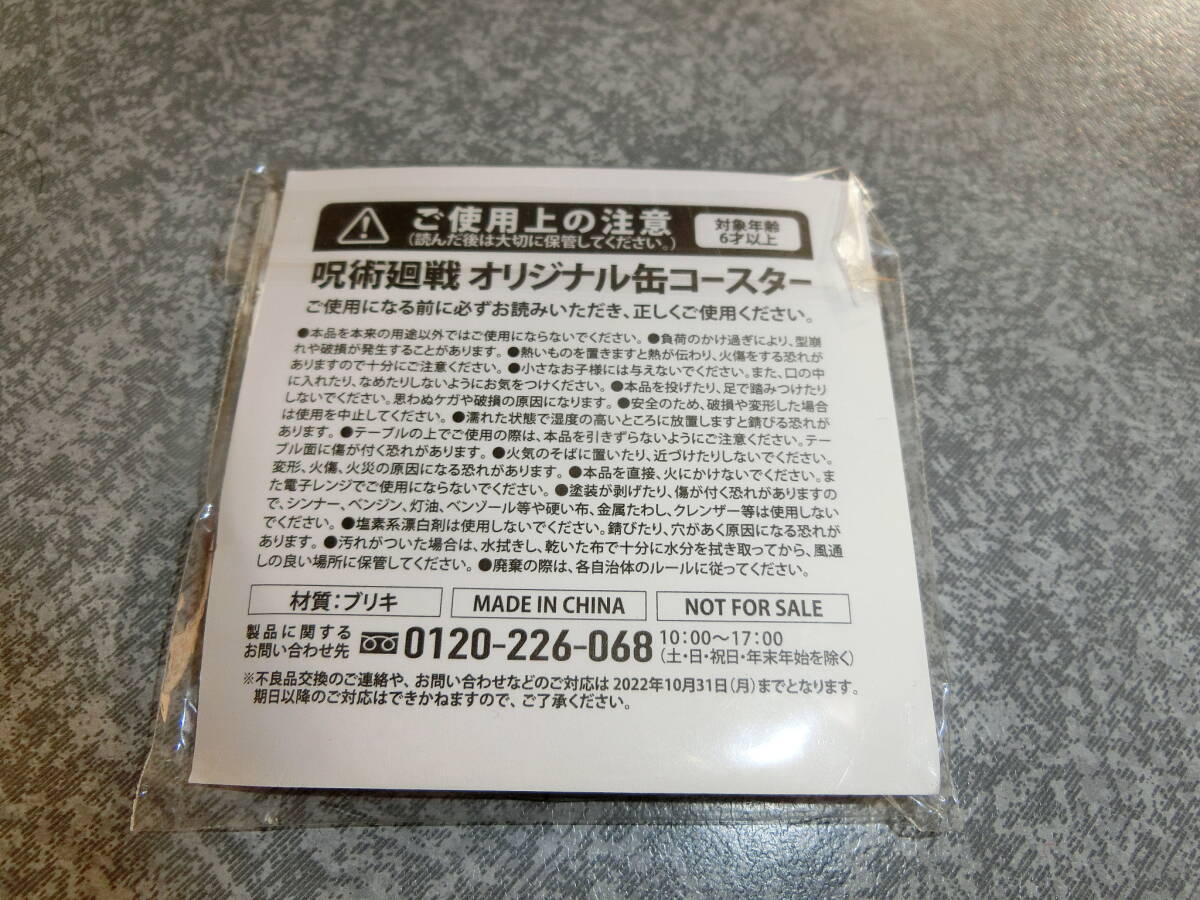 ご使用上の注意
(読んだ後は大切に保管してください。)
対象年齢
6才以上
呪術廻戦 オリジナル缶コースター
ご使用になる前に必ずお読みいただき、正しくご使用ください。
●本品を本来の用途以外ではご使用にならないでください。●負荷のかけ過ぎにより、型崩
れや破損が発生することがあります。●熱いものを置きますと熱が伝わり、火傷をする恐れが
ありますので十分にご注意ください。●小さなお子様には与えないでください。また、口の中
に入れたり、なめたりしないようにお気をつけください。●本品を投げたり、足で踏みつけたり
しないでください。思わぬケガや破損の原因になります。●安全のため、破損や変形した場合
は使用を中止してください。●濡れた状態で湿度の高いところに放置しますと錆びる恐れが
あります。●テーブルの上でご使用の際は、本品を引きずらないようにご注意ください。テー
ブル面に傷が付く恐れがあります。●火気のそばに置いたり、近づけたりしないでください。
変形、火傷、火災の原因になる恐れがあります。●本品を直接、火にかけないでください。ま
た電子レンジでご使用にならないでください。●塗装が剥げたり、傷が付く恐れがありますの
で、シンナー、ベンジン、灯油、ベンゾール等や硬い布、金属たわし、クレンザー等は使用しない
でください。●塩素系漂白剤は使用しないでください。錆びたり、穴があく原因になる恐れが
あります。●汚れがついた場合は、水拭きし、乾いた布で十分に水分を拭き取ってから、風通
しの良い場所に保管してください。●廃棄の際は、各自治体のルールに従ってください。
材質：ブリキ
MADE IN CHINA
NOT FOR SALE
製品に関する
お問い合わせ先
0120-226-068
10:00～17:00
(土・日・祝日・年末年始を除く)
※不良品交換のご連絡や、お問い合わせなどのご対応は 2022年10月31日(月)までとなります。
期日以降のご対応はできかねますので、ご了承ください。